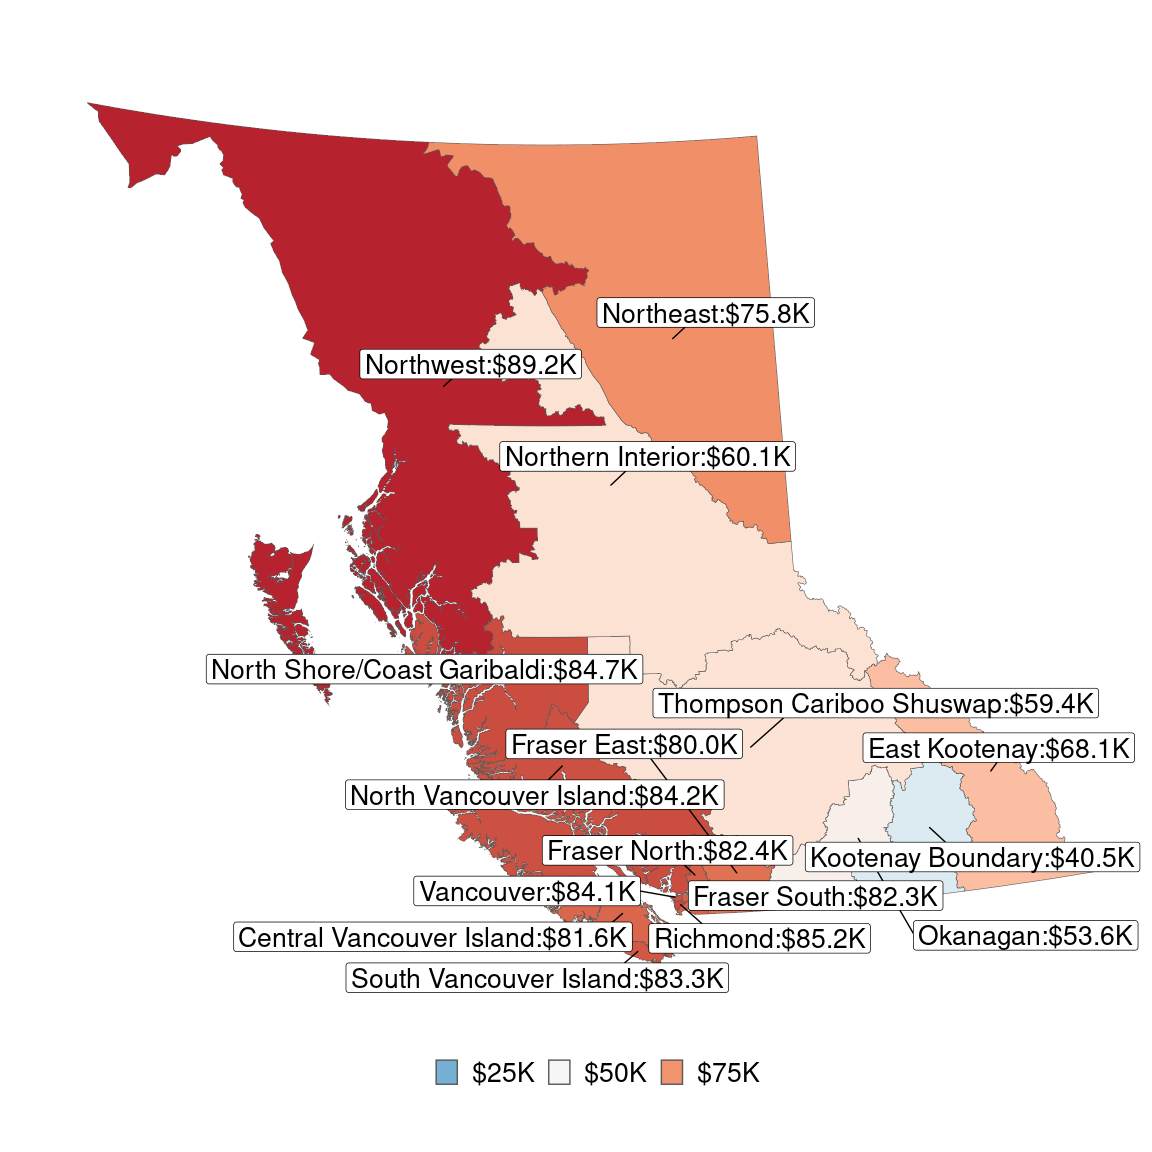 Northeast:$75.8K
Northwest:$89.2K
Northern Interior:$60.1K
North Shore/Coast Garibaldi:$84.7K
Thompson Cariboo Shuswap:$59.4K
Fraser East:$80.0K
East Kootenay:$68.1K
North Vancouver Island:$84.2K
Fraser North:$82.4K
Kootenay Boundary:$40.5K
Vancouver:$84.1K
Fraser South:$82.3K
Central Vancouver Island:$81.6K
Richmond:$85.2K
Okanagan:$53.6K
South Vancouver Island:$83.3K
$25K $50K $75K